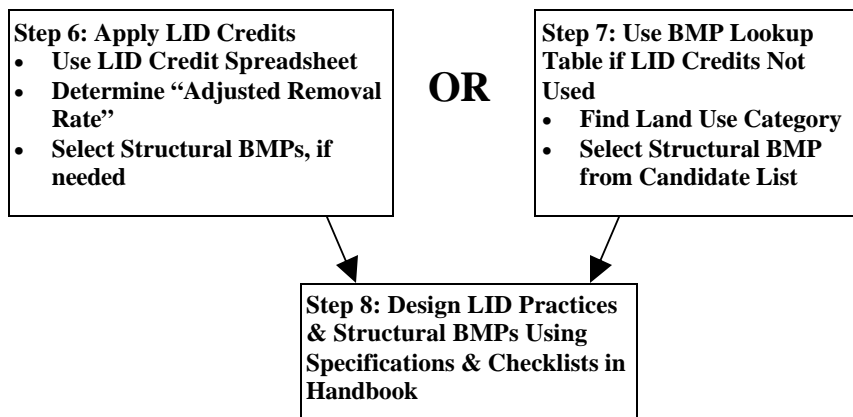 Step 6: Apply LID Credits
• Use LID Credit Spreadsheet
• Determine “Adjusted Removal
Rate”
• Select Structural BMPs, if
needed
OR
Step 7: Use BMP Lookup
Table if LID Credits Not
Used
• Find Land Use Category
• Select Structural BMP
from Candidate List
Step 8: Design LID Practices
& Structural BMPs Using
Specifications & Checklists in
Handbook